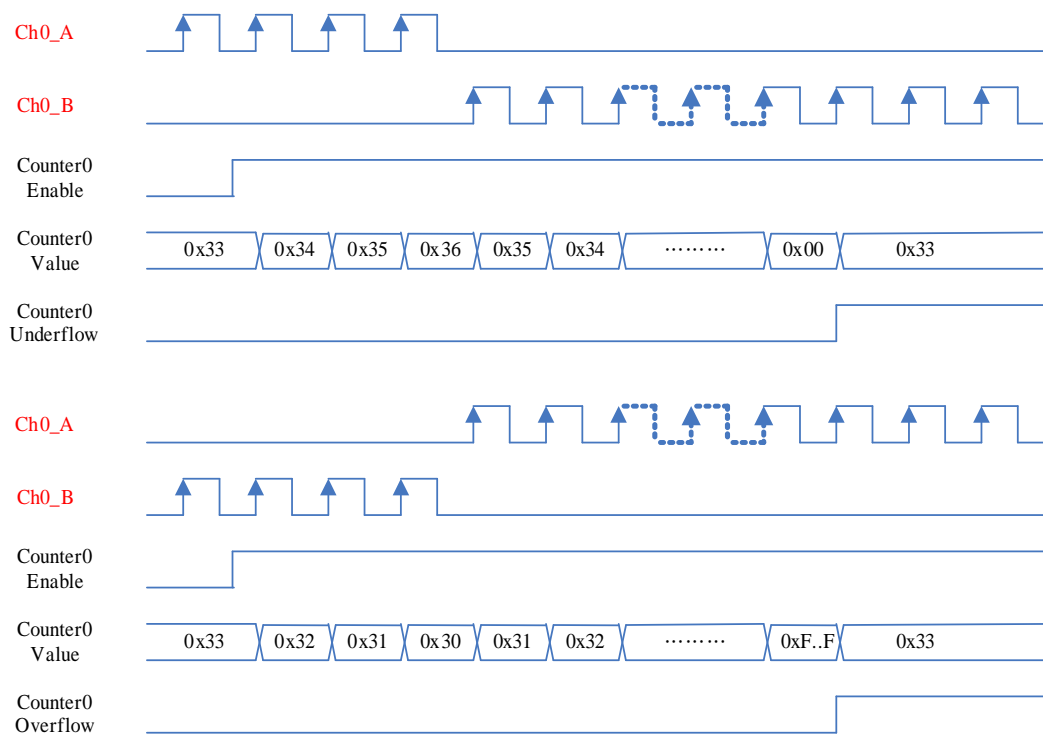 Ch0_A
Ch0_B
Counter0
Enable
Counter0
Value
0x33 0x34 0x35 0x36 0x35 0x34 ……… 0x00 0x33
Counter0
Underflow
Ch0_A
Ch0_B
Counter0
Enable
Counter0
Value
0x33 0x32 0x31 0x30 0x31 0x32 ……… 0xF..F 0x33
Counter0
Overflow